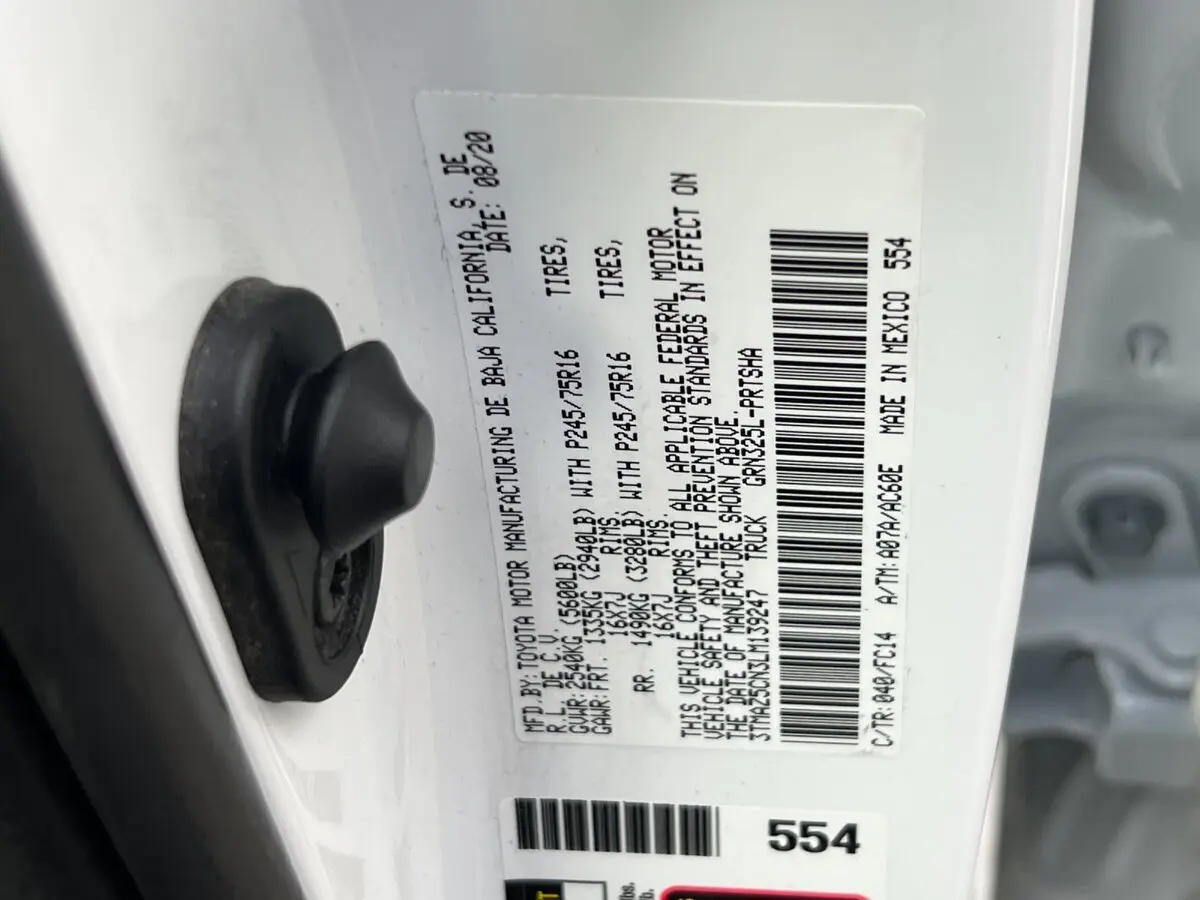 MFD.BY:TOYOTA MOTOR MANUFACTURING DE BAJA CALIFORNIA, S. DE
R.L. DE C.V. DATE: 08/20
GVWR:2540KG (5600LB)
GAWR:FRT. 1335KG (2940LB) WITH P245/75R16 TIRES,
16X7J RIMS
RR. 1490KG (3280LB) WITH P245/75R16 TIRES,
16X7J RIMS.
THIS VEHICLE CONFORMS TO ALL APPLICABLE FEDERAL MOTOR
VEHICLE SAFETY AND THEFT PREVENTION STANDARDS IN EFFECT ON
THE DATE OF MANUFACTURE SHOWN ABOVE.
3TMAZ5CN3LM139247 TRUCK GRN325L-PRTSHA
C/TR:040/FC14 A/TM:A07A/AC60E MADE IN MEXICO 554
554
lbs.